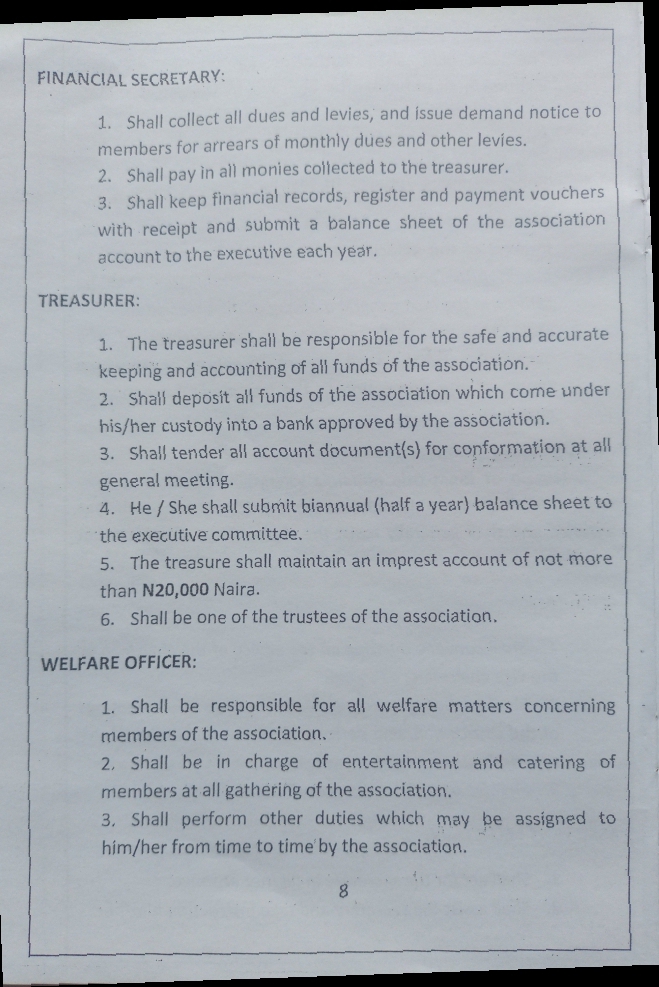 FINANCIAL SECRETARY:
1. Shall collect all dues and levies, and issue demand notice to
members for arrears of monthly dues and other levies.
2. Shall pay in all monies collected to the treasurer.
3. Shall keep financial records, register and payment vouchers
with receipt and submit a balance sheet of the association
account to the executive each year.
TREASURER:
1. The treasurer shall be responsible for the safe and accurate
keeping and accounting of all funds of the association.
2. Shall deposit all funds of the association which come under
his/her custody into a bank approved by the association.
3. Shall tender all account document(s) for conformation at all
general meeting.
4. He / She shall submit biannual (half a year) balance sheet to
the executive committee.
5. The treasure shall maintain an imprest account of not more
than N20,000 Naira.
6. Shall be one of the trustees of the association.
WELFARE OFFICER:
1. Shall be responsible for all welfare matters concerning
members of the association.
2. Shall be in charge of entertainment and catering of
members at all gathering of the association.
3. Shall perform other duties which may be assigned to
him/her from time to time by the association.
8